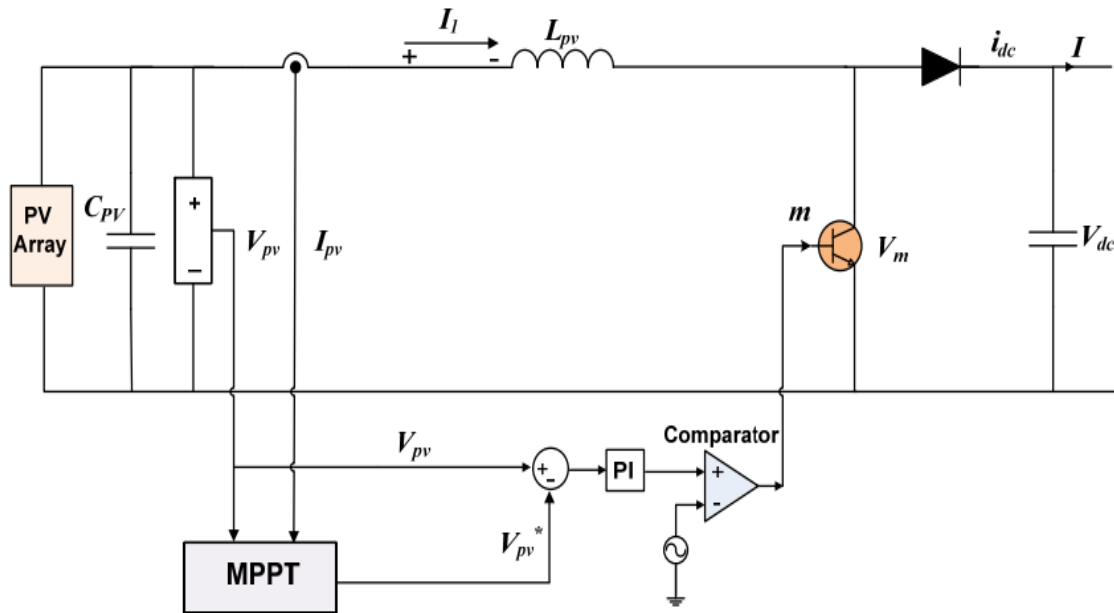 I1
Lpv
+ -
idc
I
PV
Array
CPV
+
-
Vpv
Ipv
m
Vm
Vdc
Comparator
Vpv
+
-
PI
+
-
Vpv*
MPPT